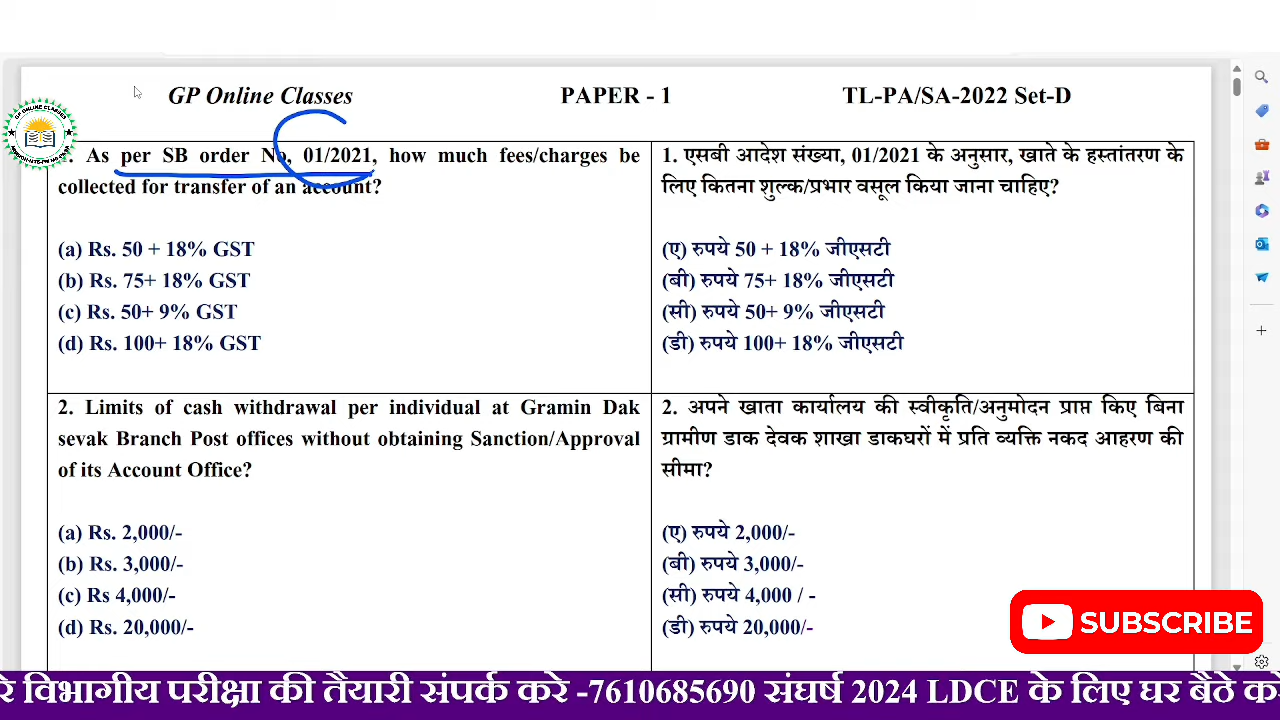 GP Online Classes PAPER - 1 TL-PA/SA-2022 Set-D
. As per SB order No, 01/2021, how much fees/charges be
collected for transfer of an account?
(a) Rs. 50 + 18% GST
(b) Rs. 75+ 18% GST
(c) Rs. 50+ 9% GST
(d) Rs. 100+ 18% GST
1. एसबी आदेश संख्या, 01/2021 के अनुसार, खाते के हस्तांतरण के
लिए कितना शुल्क/प्रभार वसूल किया जाना चाहिए?
(ए) रुपये 50 + 18% जीएसटी
(बी) रुपये 75+ 18% जीएसटी
(सी) रुपये 50+ 9% जीएसटी
(डी) रुपये 100+ 18% जीएसटी
2. Limits of cash withdrawal per individual at Gramin Dak
sevak Branch Post offices without obtaining Sanction/Approval
of its Account Office?
(a) Rs. 2,000/-
(b) Rs. 3,000/-
(c) Rs 4,000/-
(d) Rs. 20,000/-
2. अपने खाता कार्यालय की स्वीकृति/अनुमोदन प्राप्त किए बिना
ग्रामीण डाक देवक शाखा डाकघरों में प्रति व्यक्ति नकद आहरण की
सीमा?
(ए) रुपये 2,000/-
(बी) रुपये 3,000/-
(सी) रुपये 4,000 / -
(डी) रुपये 20,000/-
SUBSCRIBE
रे विभागीय परीक्षा की तैयारी संपर्क करे -7610685690 संघर्ष 2024 LDCE के लिए घर बैठे कर